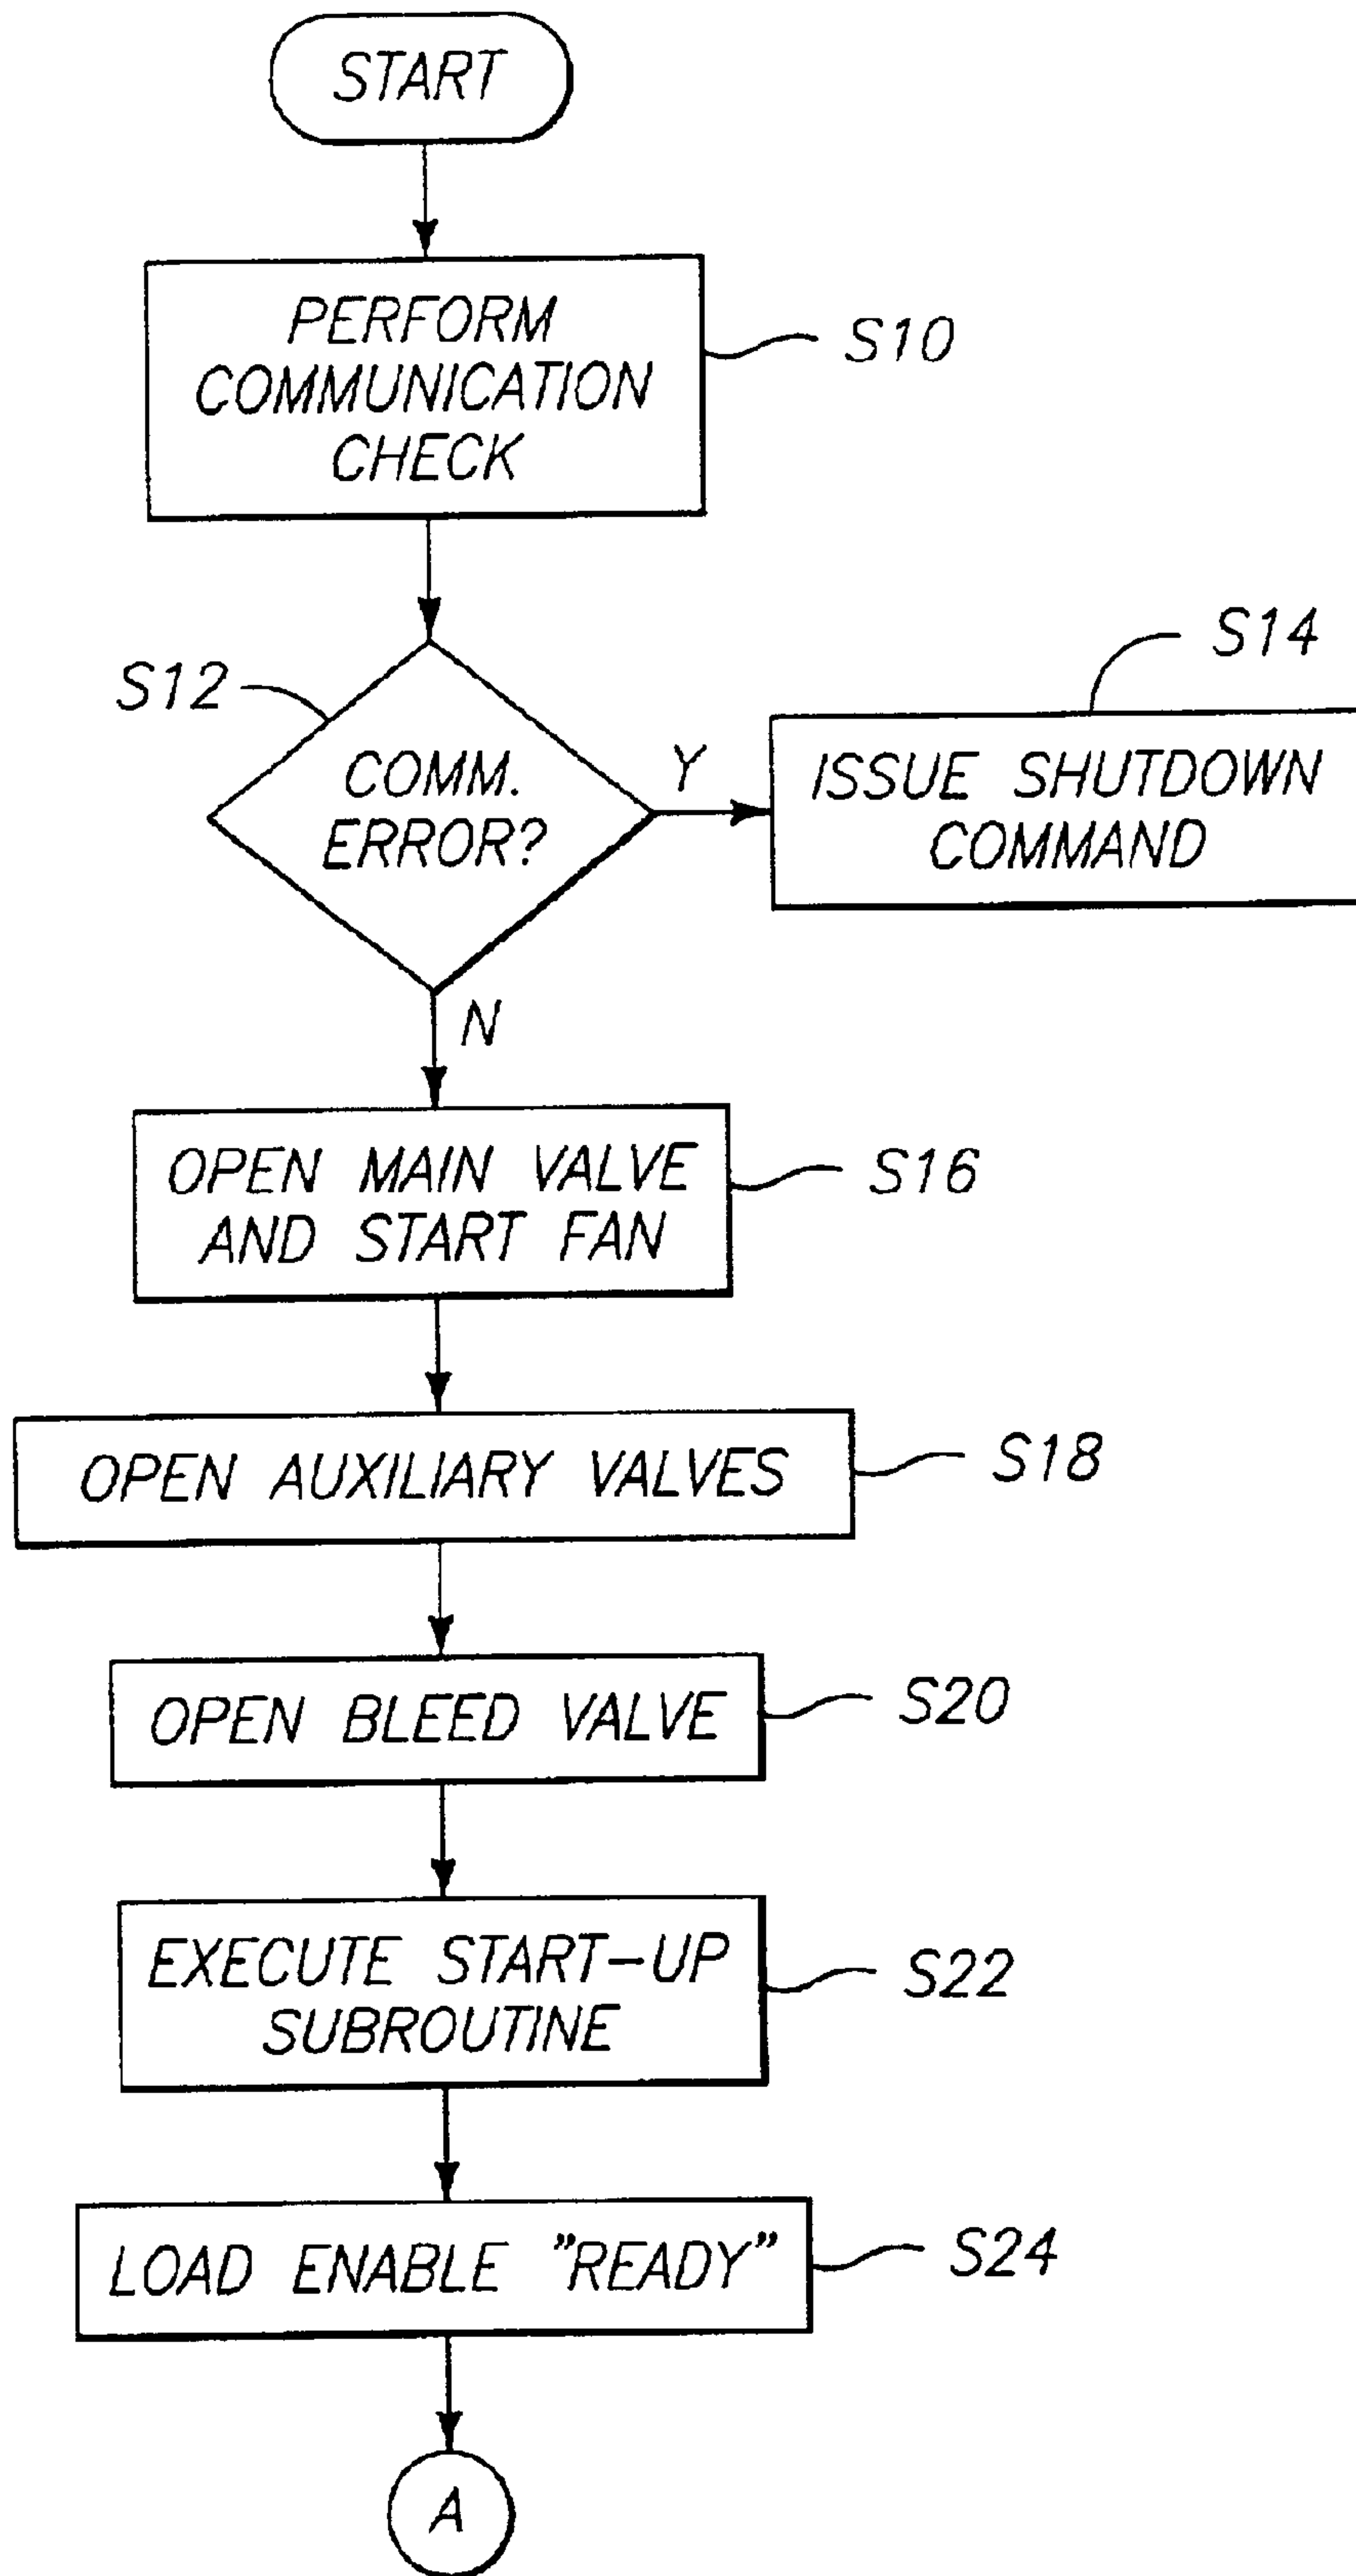 START
PERFORM
COMMUNICATION
CHECK
S10
S12
COMM.
ERROR?
Y
S14
ISSUE SHUTDOWN
COMMAND
N
OPEN MAIN VALVE
AND START FAN
S16
OPEN AUXILIARY VALVES
S18
OPEN BLEED VALVE
S20
EXECUTE START-UP
SUBROUTINE
S22
LOAD ENABLE "READY"
S24
A